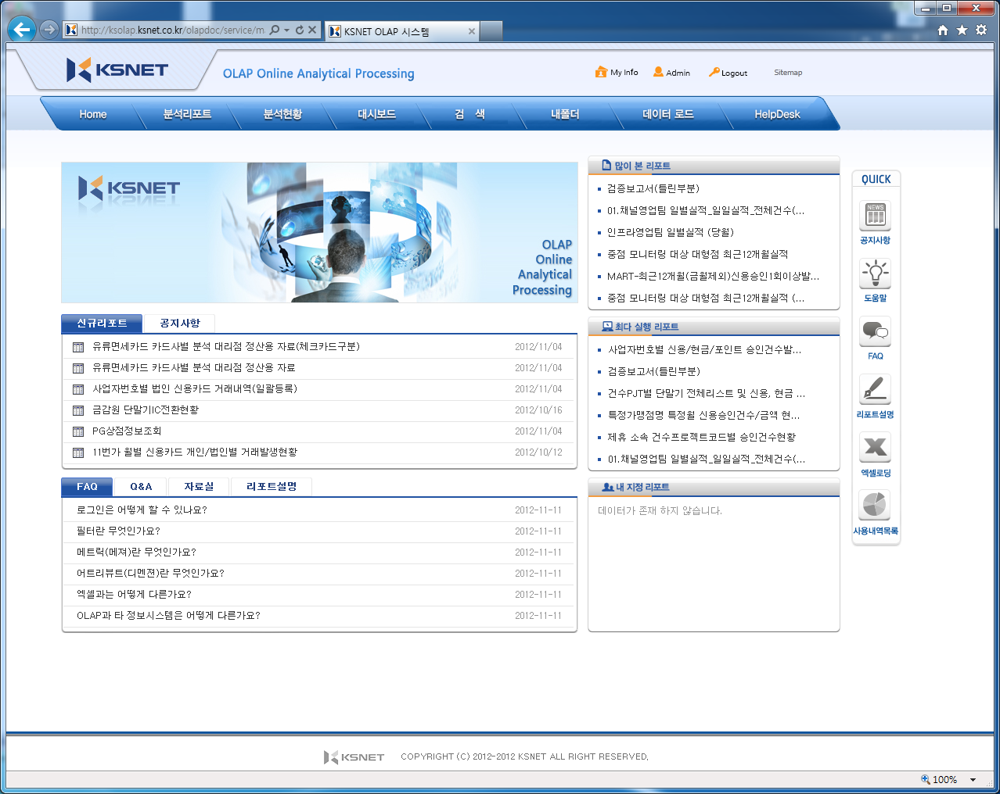 http://ksolap.ksnet.co.kr/olapdoc/service/m
KSNET OLAP 시스템
KSNET
OLAP Online Analytical Processing
My Info
Admin
Logout
Sitemap
Home
분석리포트
분석현황
대시보드
검 색
내폴더
데이터 로드
HelpDesk
KSNET
OLAP
Online
Analytical
Processing
신규리포트
공지사항
유류면세카드 카드사별 분석 대리점 정산용 자료(체크카드구분) 2012/11/04
유류면세카드 카드사별 분석 대리점 정산용 자료 2012/11/04
사업자번호별 법인 신용카드 거래내역(일괄등록) 2012/11/04
금감원 단말기IC전환현황 2012/10/16
PG상점정보조회 2012/11/04
11번가 월별 신용카드 개인/법인별 거래발생현황 2012/10/12
FAQ
Q&A
자료실
리포트설명
로그인은 어떻게 할 수 있나요? 2012-11-11
필터란 무엇인가요? 2012-11-11
메트릭(메져)란 무엇인가요? 2012-11-11
어트리뷰트(디멘젼)란 무엇인가요? 2012-11-11
엑셀과는 어떻게 다른가요? 2012-11-11
OLAP과 타 정보시스템은 어떻게 다른가요? 2012-11-11
많이 본 리포트
검증보고서(틀린부분)
01.채널영업팀 일별실적_일일실적_전체건수(...
인프라영업팀 일별실적 (당월)
중점 모니터링 대상 대형점 최근12개월실적
MART-최근12개월(금월제외)신용승인1회이상발...
중점 모니터링 대상 대형점 최근12개월실적 (...
최다 실행 리포트
사업자번호별 신용/현금/포인트 승인건수발...
검증보고서(틀린부분)
건수PJT별 단말기 전체리스트 및 신용, 현금 ...
특정가맹점명 특정월 신용승인건수/금액 현...
제휴 소속 건수프로젝트코드별 승인건수현황
01.채널영업팀 일별실적_일일실적_전체건수(...
내 지정 리포트
데이터가 존재 하지 않습니다.
QUICK
NEWS
공지사항
도움말
FAQ
리포트설명
엑셀로딩
사용내역목록
KSNET
COPYRIGHT (C) 2012-2012 KSNET ALL RIGHT RESERVED,
100%